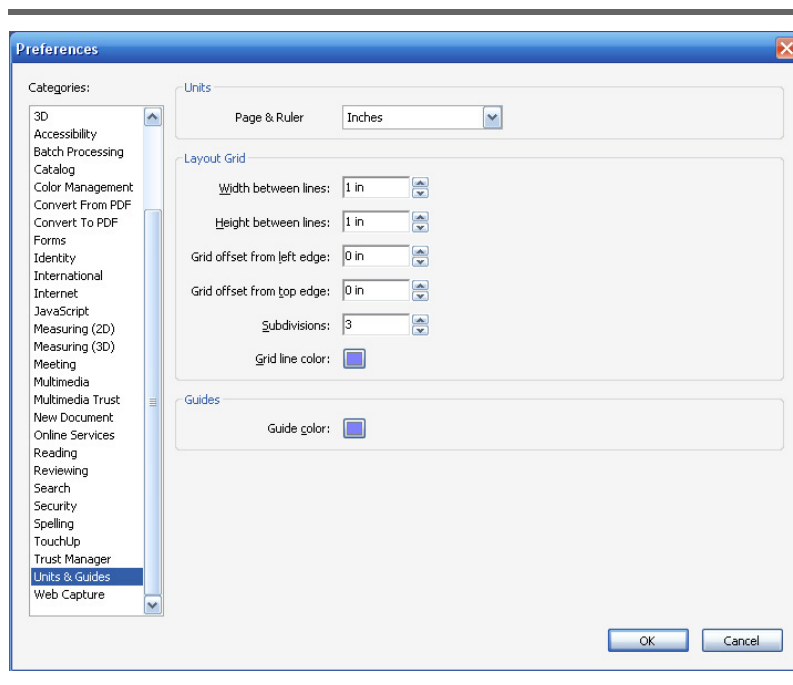 Preferences
Categories:
3D
Accessibility
Batch Processing
Catalog
Color Management
Convert From PDF
Convert To PDF
Forms
Identity
International
Internet
JavaScript
Measuring (2D)
Measuring (3D)
Meeting
Multimedia
Multimedia Trust
New Document
Online Services
Reading
Reviewing
Search
Security
Spelling
TouchUp
Trust Manager
Units & Guides
Web Capture
Units
Page & Ruler Inches
Layout Grid
Width between lines: 1 in
Height between lines: 1 in
Grid offset from left edge: 0 in
Grid offset from top edge: 0 in
Subdivisions: 3
Grid line color:
Guides
Guide color:
OK Cancel